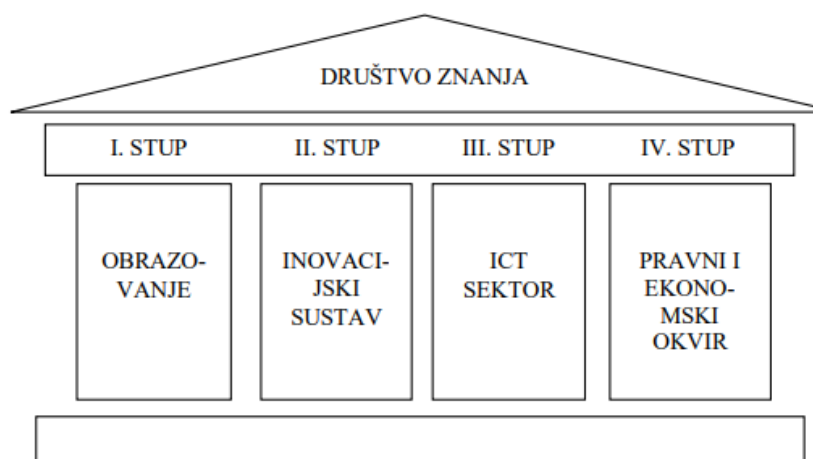 DRUŠTVO ZNANJA
I. STUP II. STUP III. STUP IV. STUP
OBRAZO-
VANJE
INOVACI-
JSKI
SUSTAV
ICT
SEKTOR
PRAVNI I
EKONO-
MSKI
OKVIR